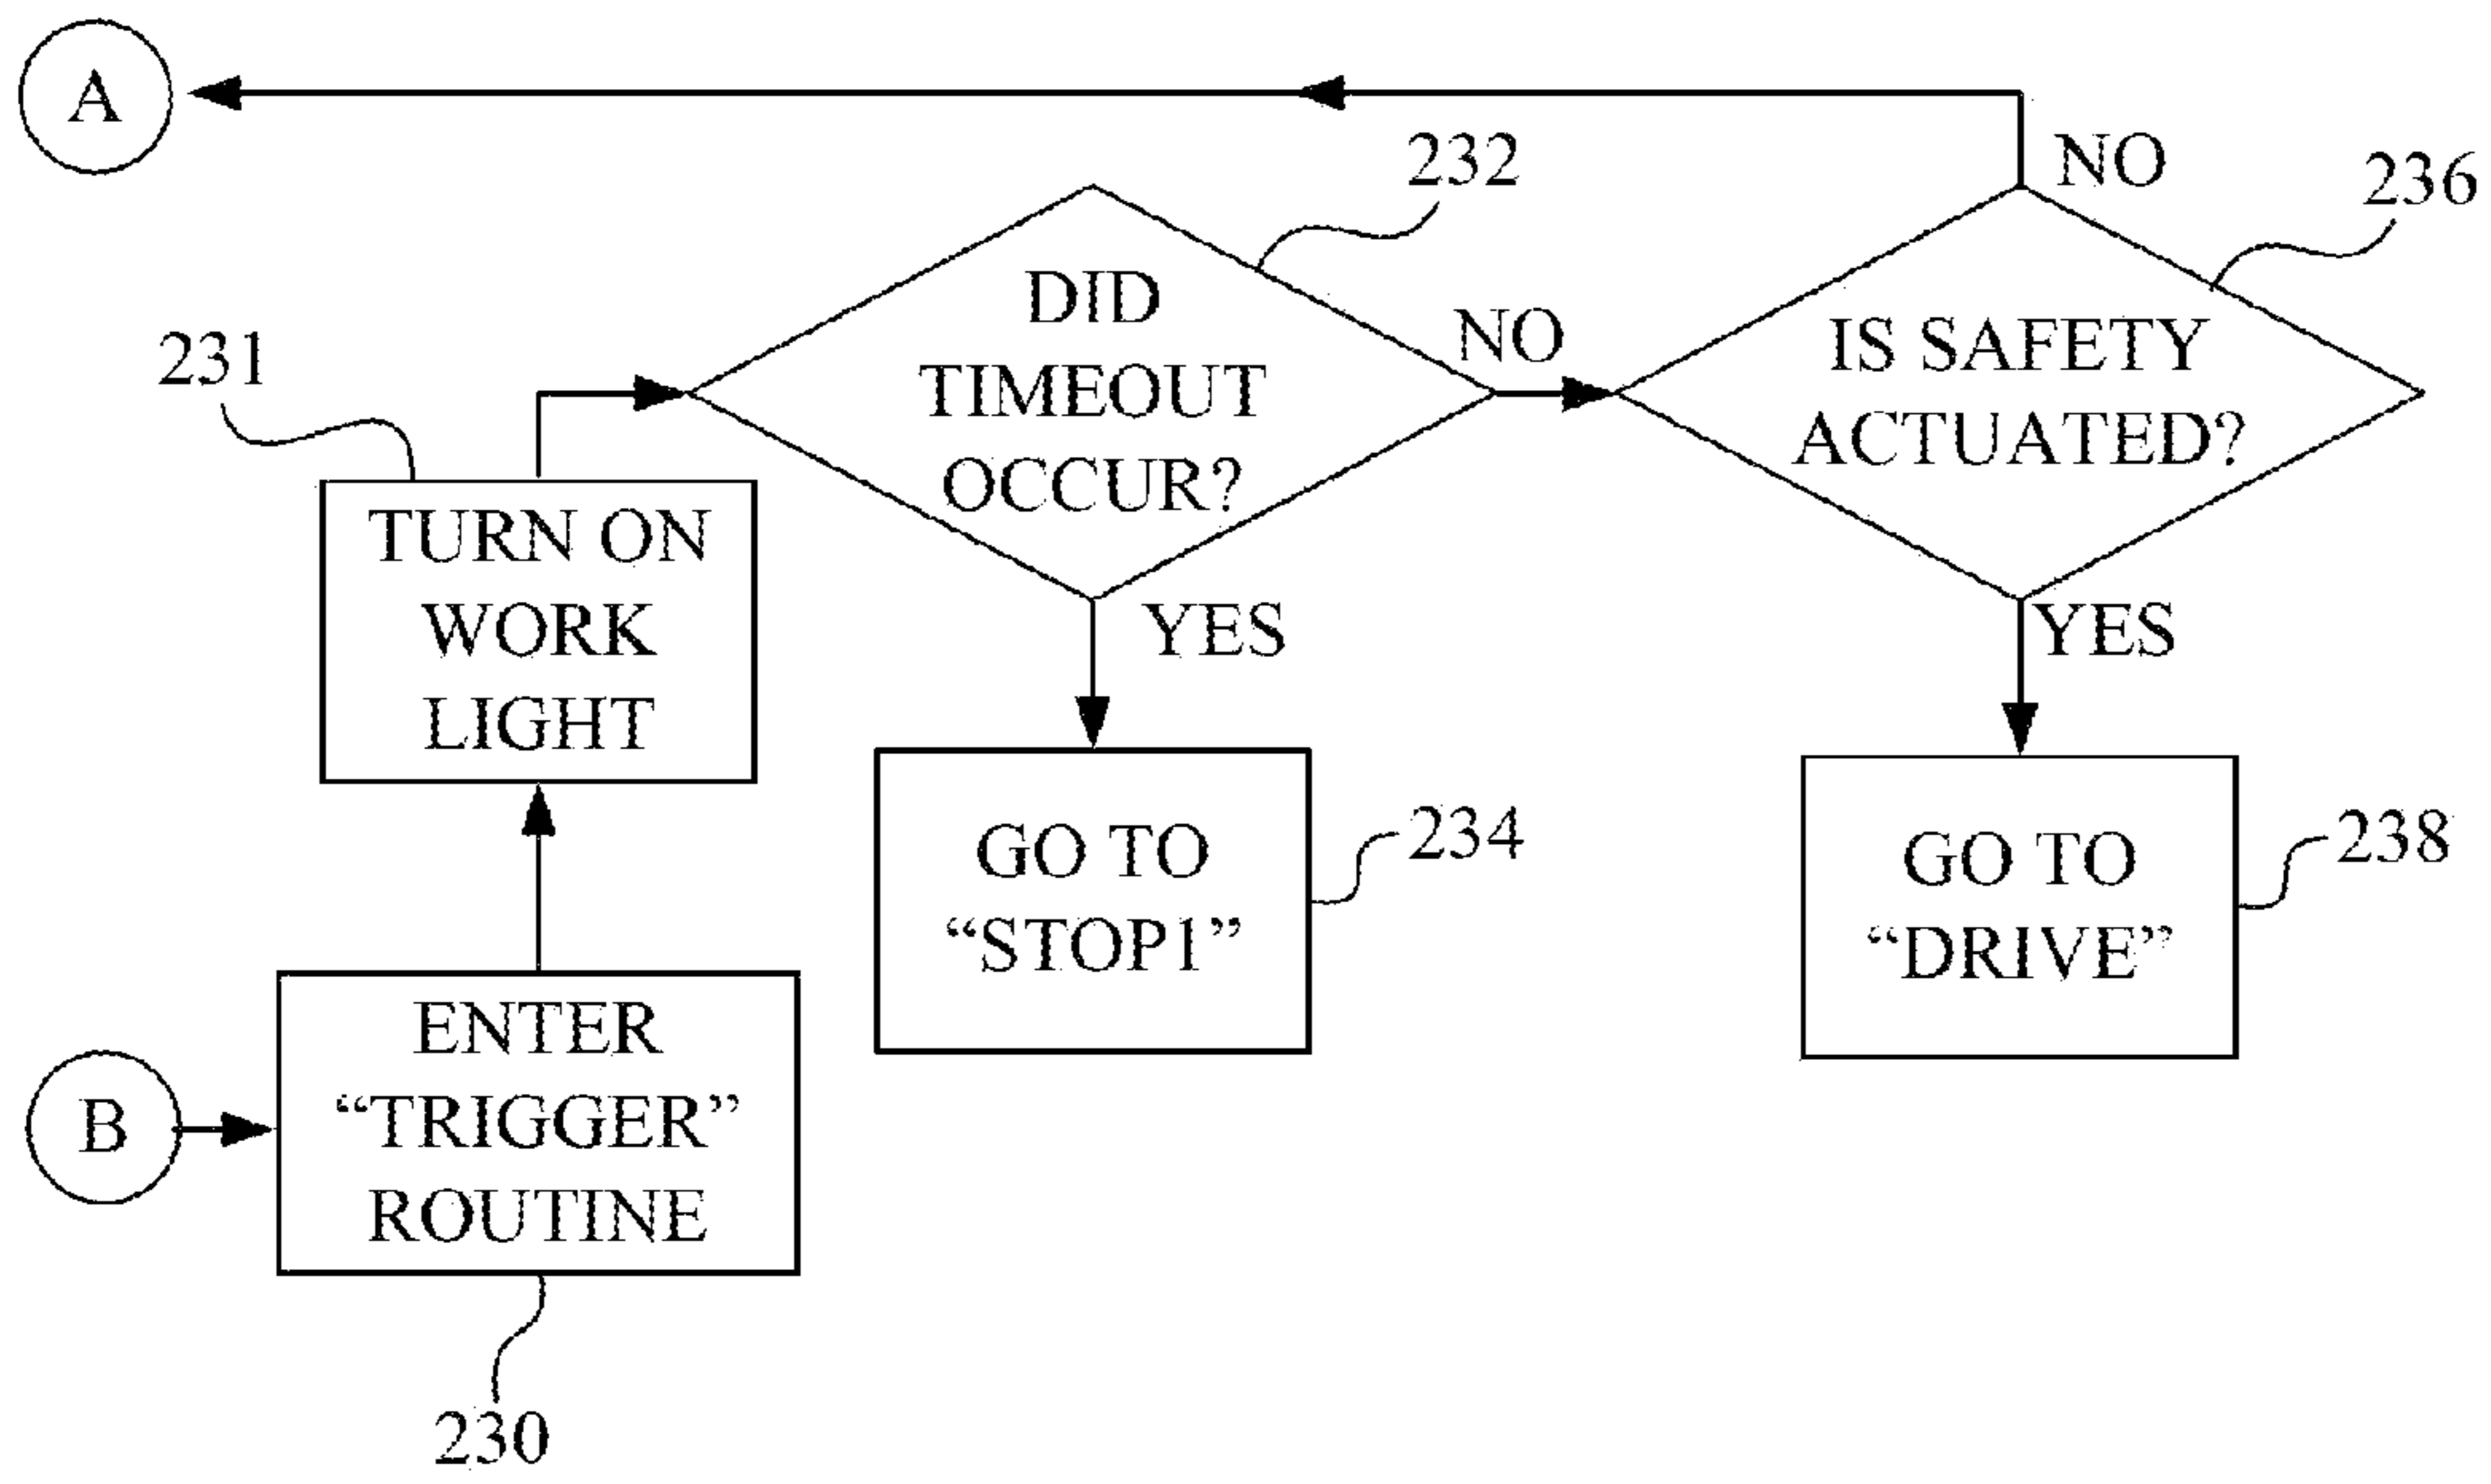 A
NO
232
236
DID
TIMEOUT
OCCUR?
NO
IS SAFETY
ACTUATED?
231
TURN ON
WORK
LIGHT
YES
YES
GO TO
“STOP1”
234
GO TO
“DRIVE”
238
B
ENTER
“TRIGGER”
ROUTINE
230